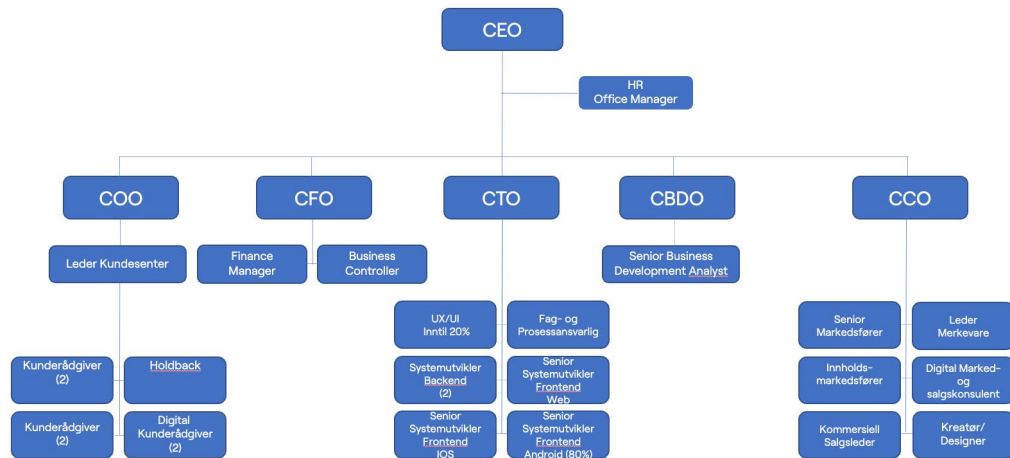 CEO
HR
Office Manager
COO
CFO
CTO
CBDO
CCO
Leder Kundesenter
Finance
Manager
Business
Controller
Senior Business
Development Analyst
UX/UI
Inntil 20%
Fag- og
Prosessansvarlig
Senior
Markedsfører
Leder
Merkevare
Kunderådgiver
(2)
Holdback
Systemutvikler
Backend
(2)
Senior
Systemutvikler
Frontend
Web
Innholds-
markedsfører
Digital Marked-
og
salgskonsulent
Kunderådgiver
(2)
Digital
Kunderådgiver
(2)
Senior
Systemutvikler
Frontend
IOS
Senior
Systemutvikler
Frontend
Android (80%)
Kommersiell
Salgsleder
Kreatør/
Designer